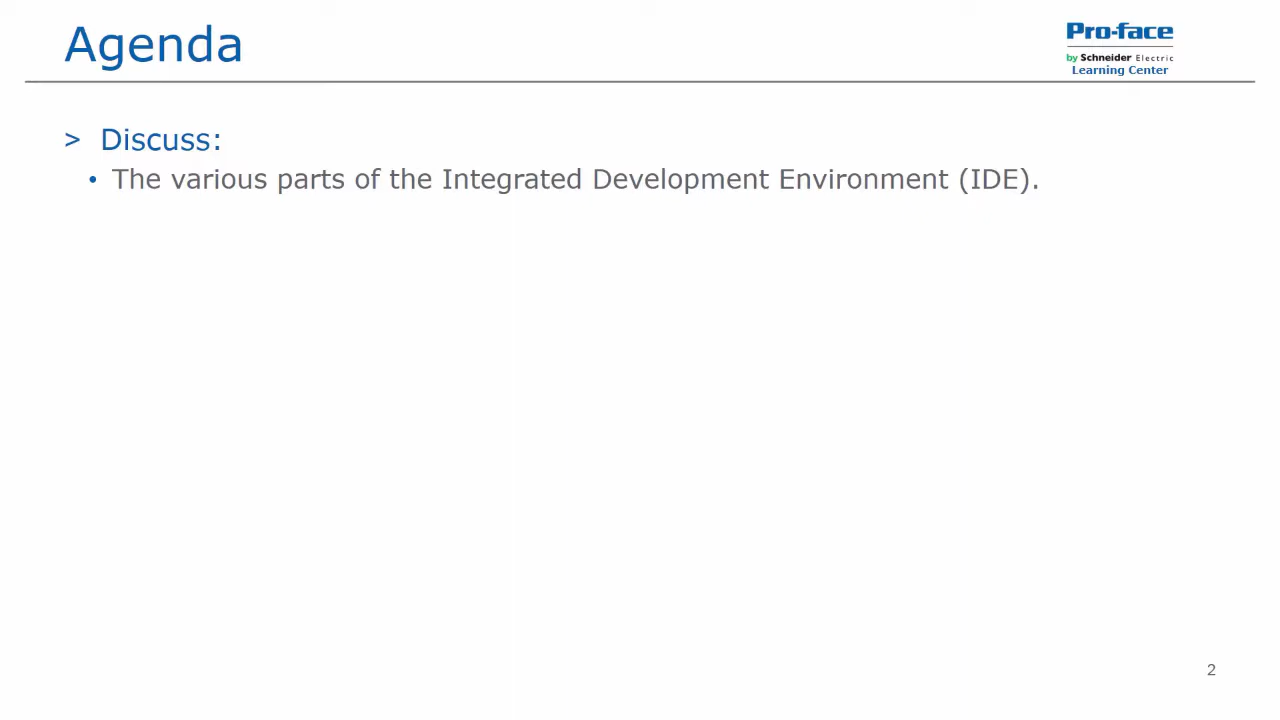 Agenda
Pro-face
by Schneider Electric
Learning Center
> Discuss:
• The various parts of the Integrated Development Environment (IDE).
2